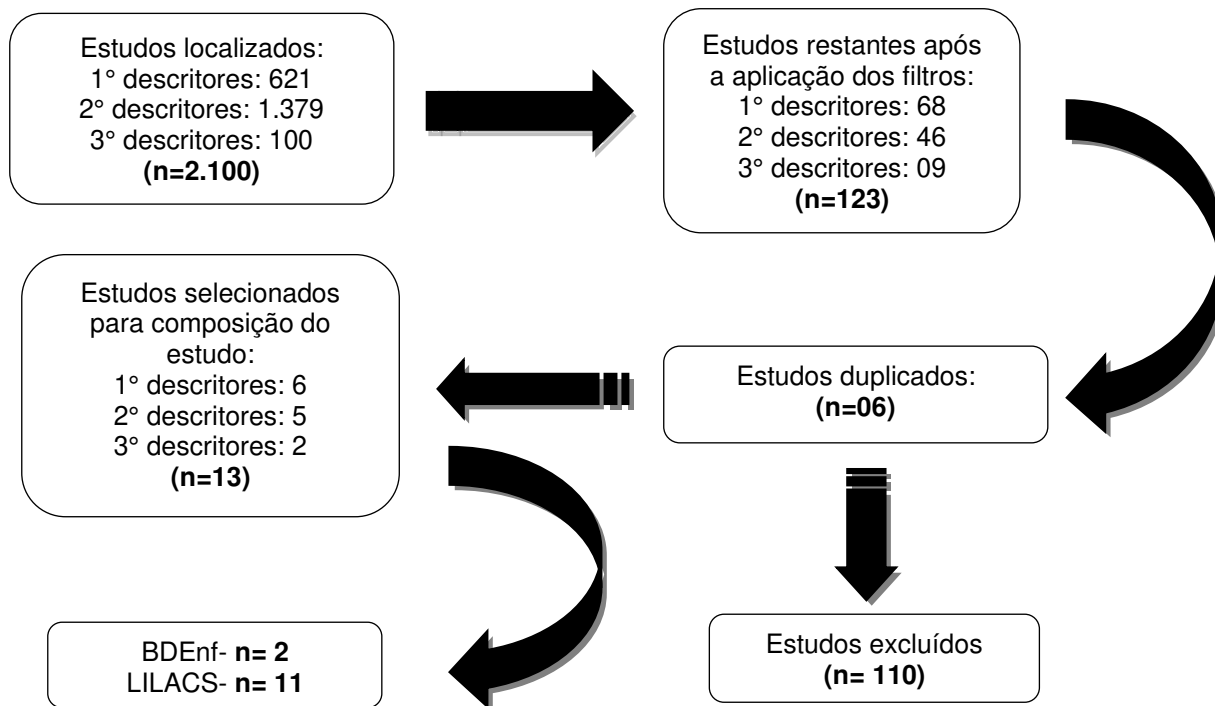 Estudos localizados:
1° descritores: 621
2° descritores: 1.379
3° descritores: 100
(n=2.100)
Estudos restantes após
a aplicação dos filtros:
1° descritores: 68
2° descritores: 46
3° descritores: 09
(n=123)
Estudos duplicados:
(n=06)
Estudos selecionados
para composição do
estudo:
1° descritores: 6
2° descritores: 5
3° descritores: 2
(n=13)
Estudos excluídos
(n= 110)
BDEnf- n= 2
LILACS- n= 11